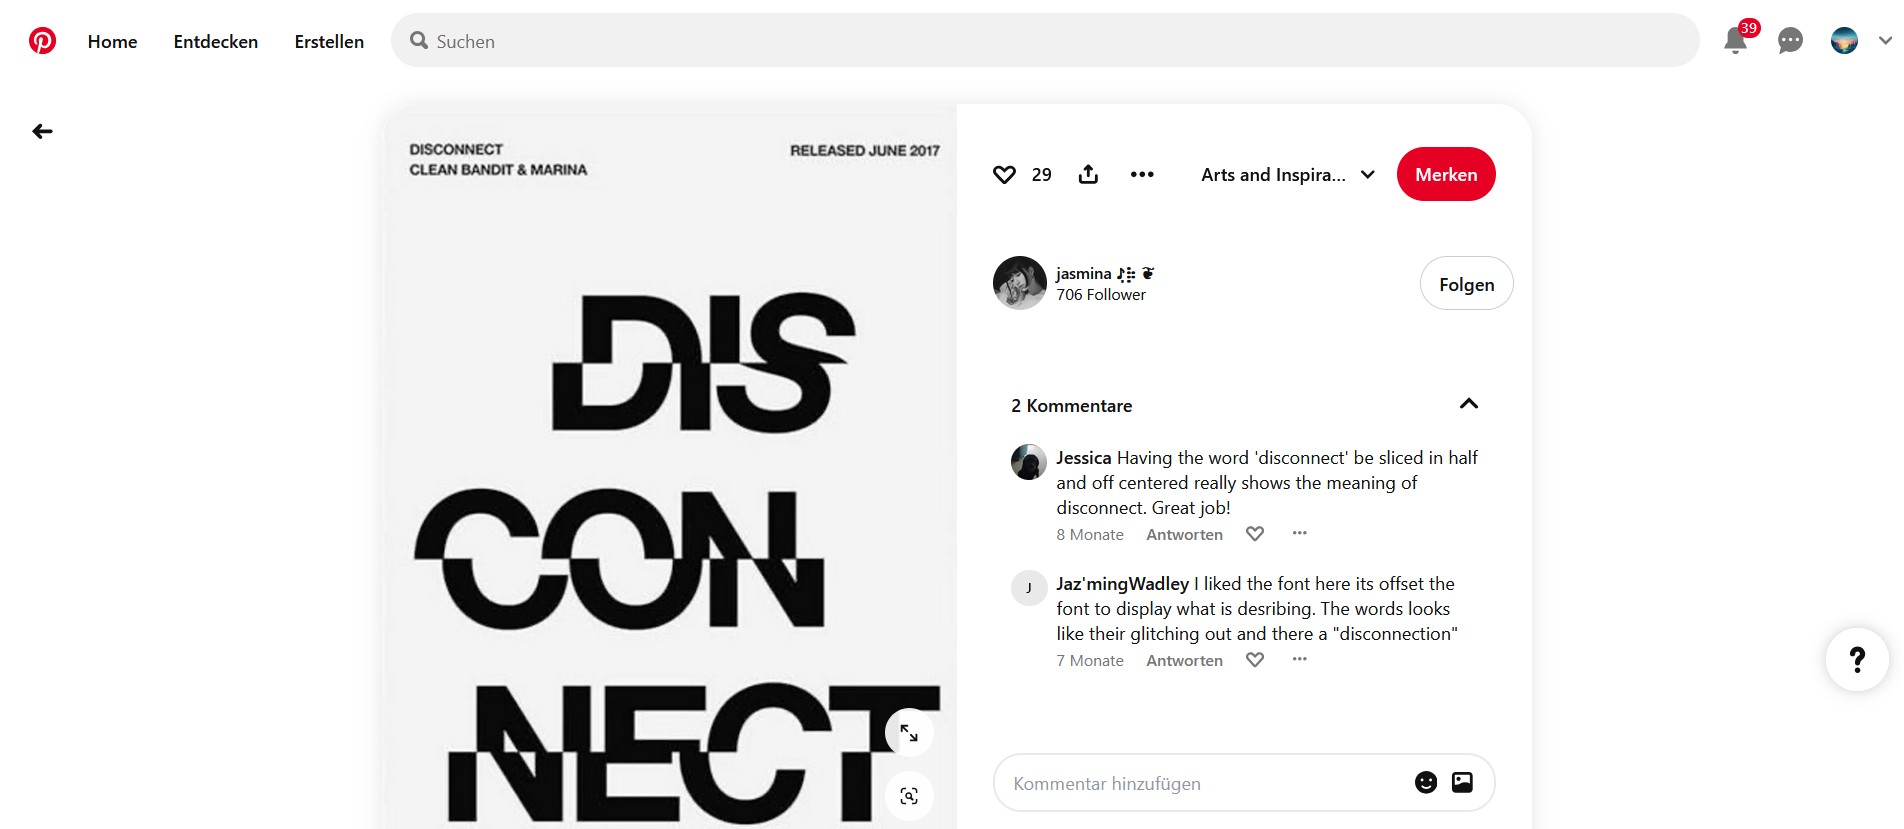 Home Entdecken Erstellen Suchen 39
DISCONNECT
CLEAN BANDIT & MARINA
RELEASED JUNE 2017
DIS
CON
NECT
29 ••• Arts and Inspira... Merken
jasmina
706 Follower
Folgen
2 Kommentare
Jessica Having the word 'disconnect' be sliced in half
and off centered really shows the meaning of
disconnect. Great job!
8 Monate Antworten ...
J
Jaz'mingWadley I liked the font here its offset the
font to display what is desribing. The words looks
like their glitching out and there a "disconnection"
7 Monate Antworten ...
Kommentar hinzufügen
?